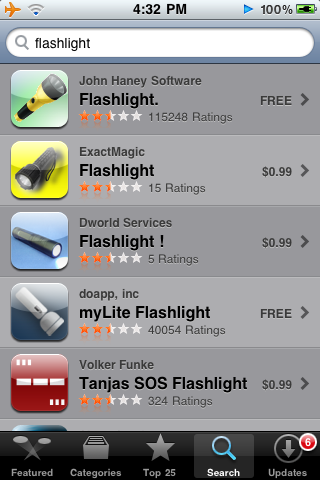 4:32 PM 100%
flashlight
John Haney Software
Flashlight. FREE
115248 Ratings
ExactMagic
Flashlight $0.99
15 Ratings
Dworld Services
Flashlight ! $0.99
5 Ratings
doapp, inc
myLite Flashlight FREE
40054 Ratings
Volker Funke
Tanjas SOS Flashlight $0.99
324 Ratings
6
Featured Categories Top 25 Search Updates